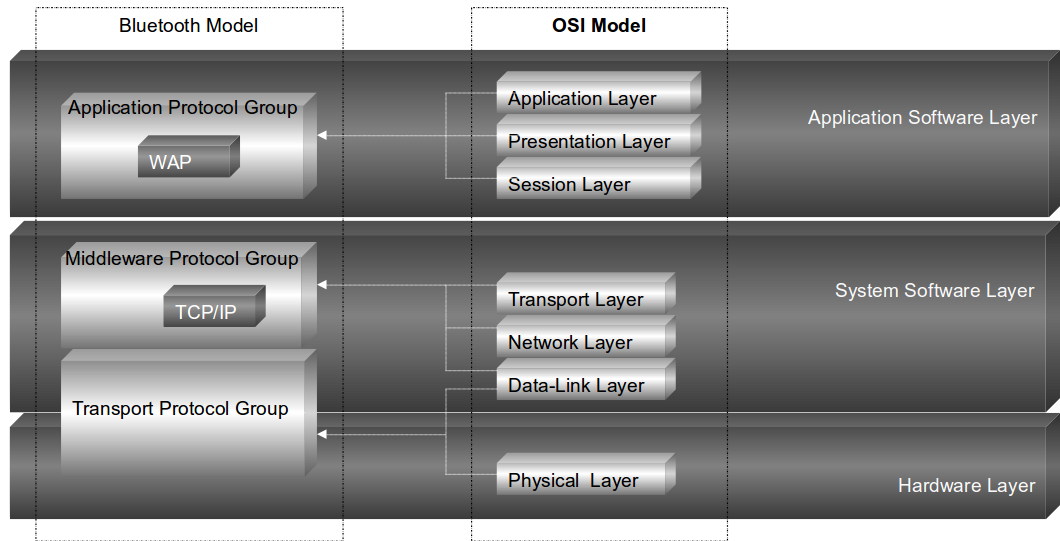 Bluetooth Model
OSI Model
Application Protocol Group
WAP
Application Layer
Presentation Layer
Session Layer
Application Software Layer
Middleware Protocol Group
TCP/IP
Transport Layer
Network Layer
Data-Link Layer
System Software Layer
Transport Protocol Group
Physical Layer
Hardware Layer